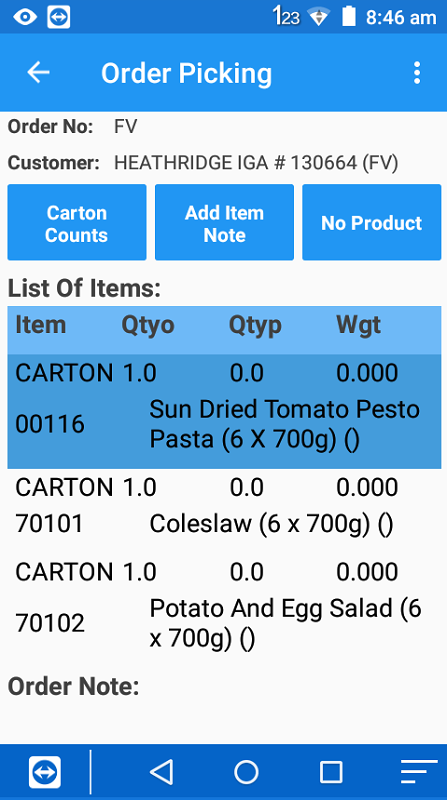 123 8:46 am
Order Picking
Order No: FV
Customer: HEATHRIDGE IGA # 130664 (FV)
Carton Counts
Add Item Note
No Product
List Of Items:
Item Qtyo Qtyp Wgt
CARTON 1.0 0.0 0.000
00116 Sun Dried Tomato Pesto
Pasta (6 X 700g) ()
CARTON 1.0 0.0 0.000
70101 Coleslaw (6 x 700g) ()
CARTON 1.0 0.0 0.000
70102 Potato And Egg Salad (6
x 700g) ()
Order Note: